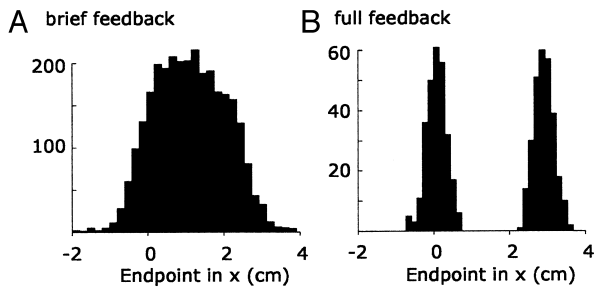 A brief feedback
200
100
-2 0 2 4
Endpoint in x (cm)
B full feedback
60
40
20
-2 0 2 4
Endpoint in x (cm)